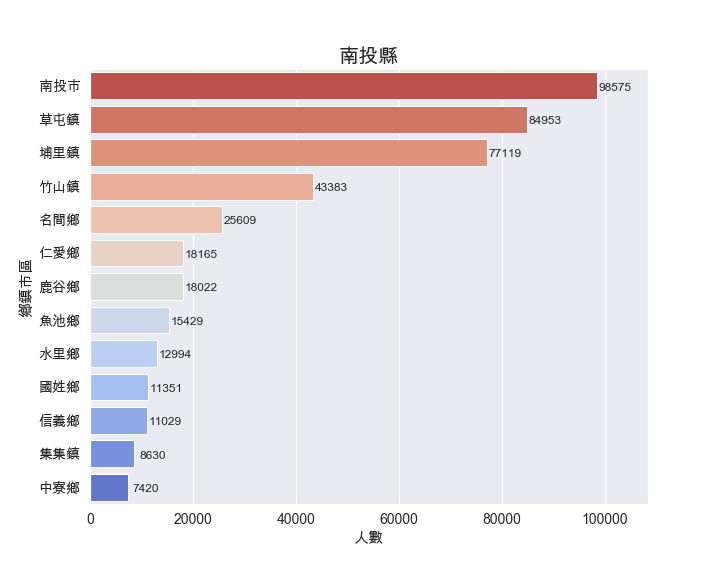 南投縣
南投市 98575
草屯鎮 84953
埔里鎮 77119
竹山鎮 43383
名間鄉 25609
仁愛鄉 18165
鹿谷鄉 18022
魚池鄉 15429
水里鄉 12994
國姓鄉 11351
信義鄉 11029
集集鎮 8630
中寮鄉 7420
鄉鎮市區
0 20000 40000 60000 80000 100000
人數